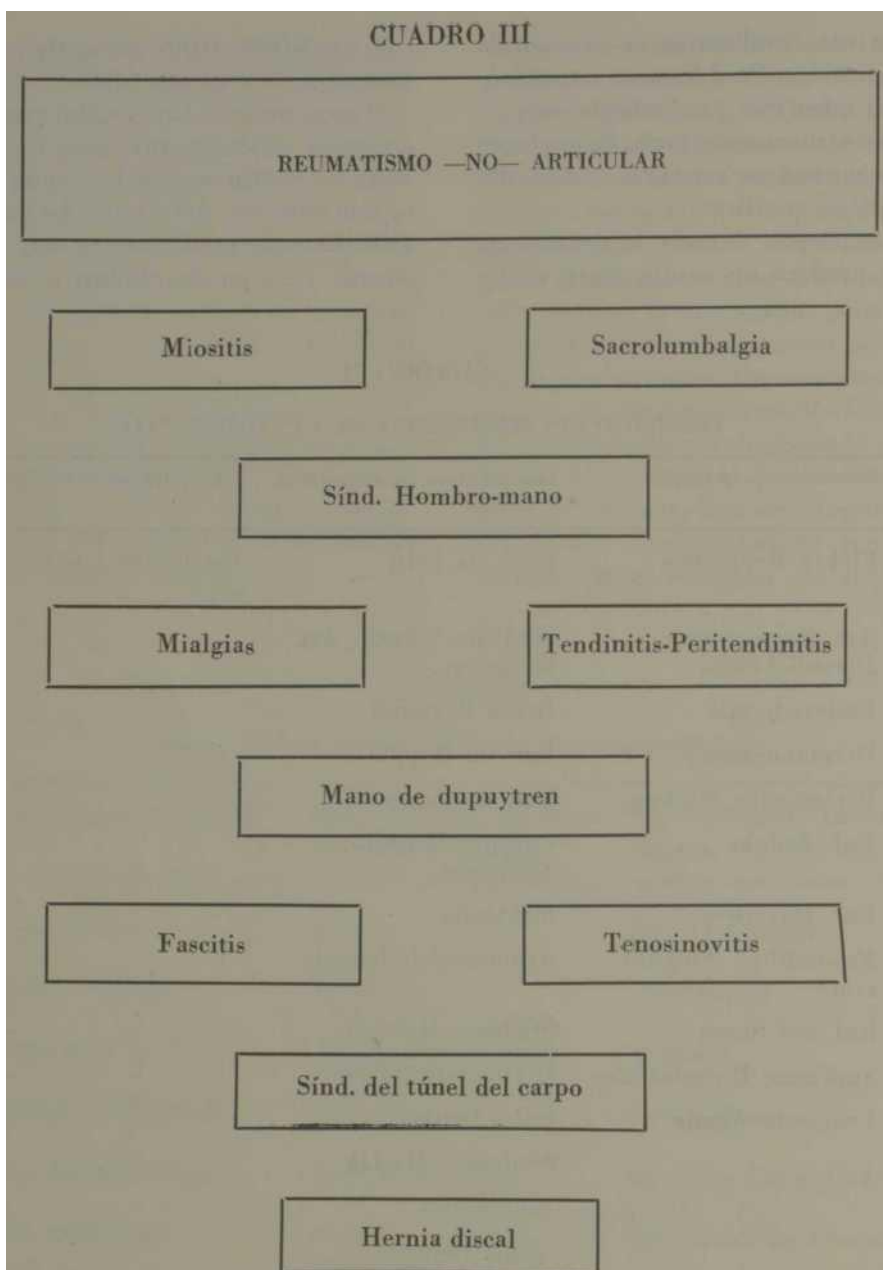 CUADRO III
REUMATISMO —NO— ARTICULAR
Miositis
Sacrolumbalgia
Sínd. Hombro-mano
Mialgias
Tendinitis-Peritendinitis
Mano de dupuytren
Fascitis
Tenosinovitis
Sínd. del túnel del carpo
Hernia discal